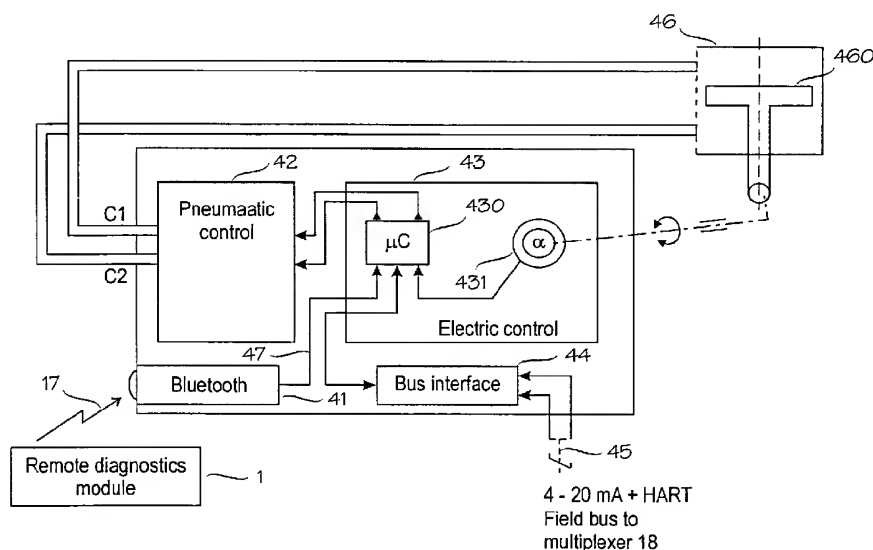 46
460
42
43
C1
Pneumaatic
control
430
μC
α
431
C2
Electric control
47
44
17
Bluetooth
41
Bus interface
Remote diagnostics
module
1
45
4 - 20 mA + HART
Field bus to
multiplexer 18